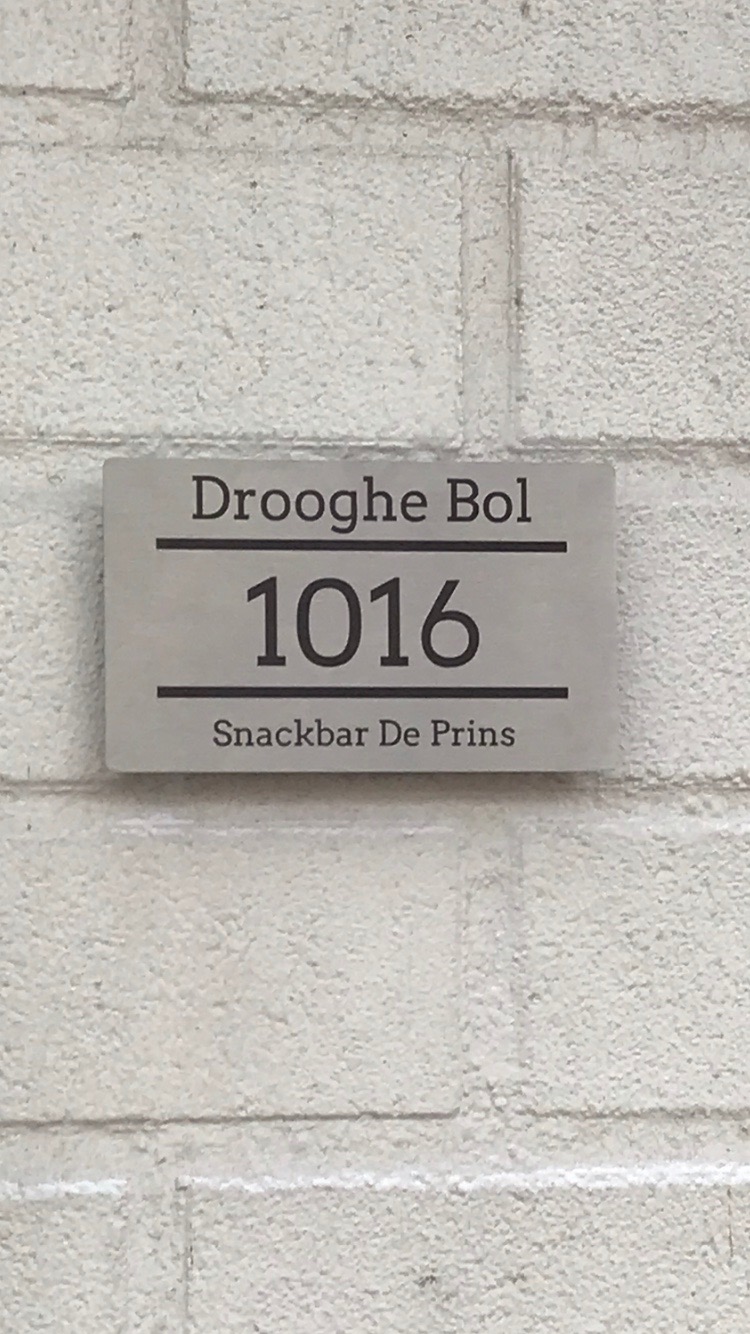 Drooghe Bol
1016
Snackbar De Prins